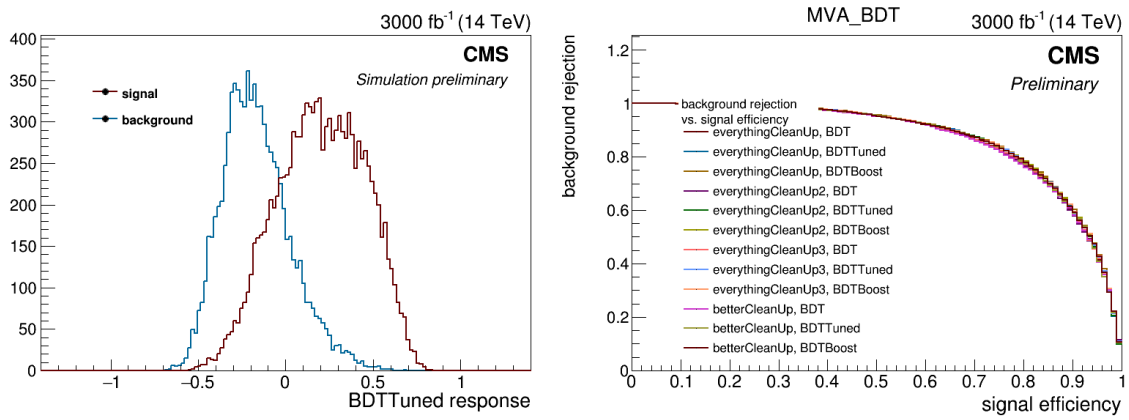 3000 fb⁻¹ (14 TeV)
CMS
Simulation preliminary
signal
background
400
350
300
250
200
150
100
50
0
−1
−0.5
0
0.5
1
BDTTuned response
MVA_BDT
3000 fb⁻¹ (14 TeV)
CMS
Preliminary
background rejection
1.2
1
0.8
0.6
0.4
0.2
0
background rejection
vs. signal efficiency
everythingCleanUp, BDT
everythingCleanUp, BDTTuned
everythingCleanUp, BDTBoost
everythingCleanUp2, BDT
everythingCleanUp2, BDTTuned
everythingCleanUp2, BDTBoost
everythingCleanUp3, BDT
everythingCleanUp3, BDTTuned
everythingCleanUp3, BDTBoost
betterCleanUp, BDT
betterCleanUp, BDTTuned
betterCleanUp, BDTBoost
0 0.1 0.2 0.3 0.4 0.5 0.6 0.7 0.8 0.9 1
signal efficiency